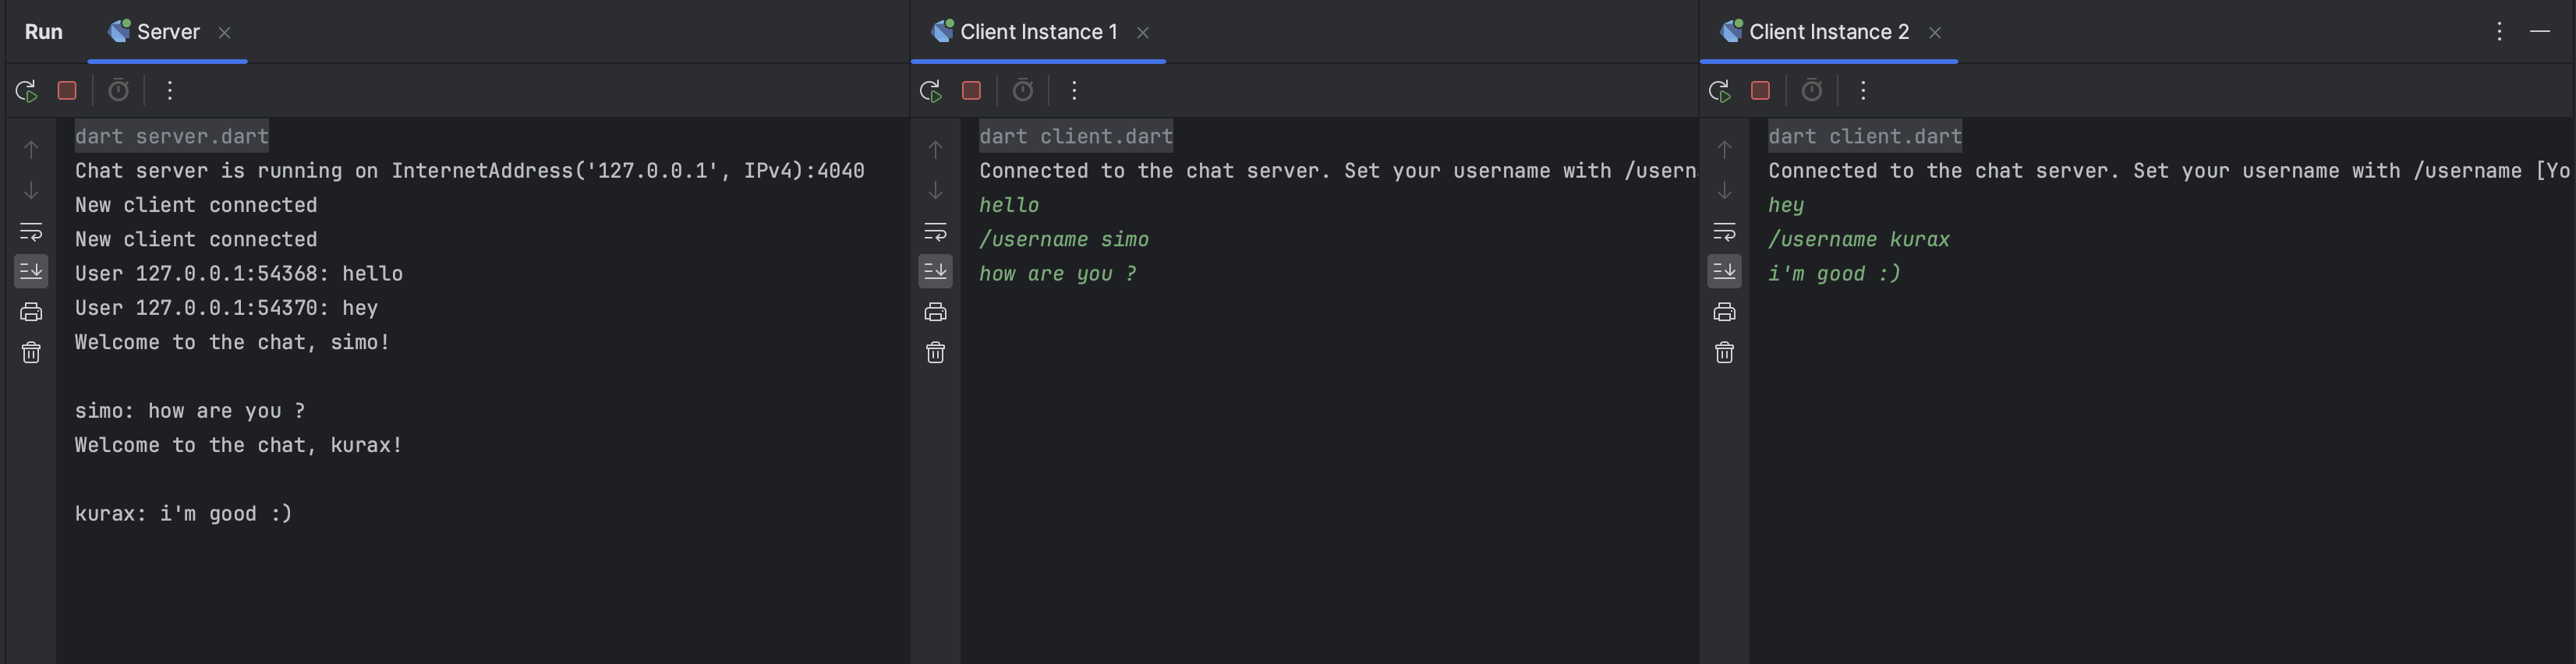 Run
Server
dart server.dart
Chat server is running on InternetAddress('127.0.0.1', IPv4):4040
New client connected
New client connected
User 127.0.0.1:54368: hello
User 127.0.0.1:54370: hey
Welcome to the chat, simo!
simo: how are you ?
Welcome to the chat, kurax!
kurax: i'm good :)
Client Instance 1
dart client.dart
Connected to the chat server. Set your username with /usern
hello
/username simo
how are you ?
Client Instance 2
dart client.dart
Connected to the chat server. Set your username with /username [Yo
hey
/username kurax
i'm good :)